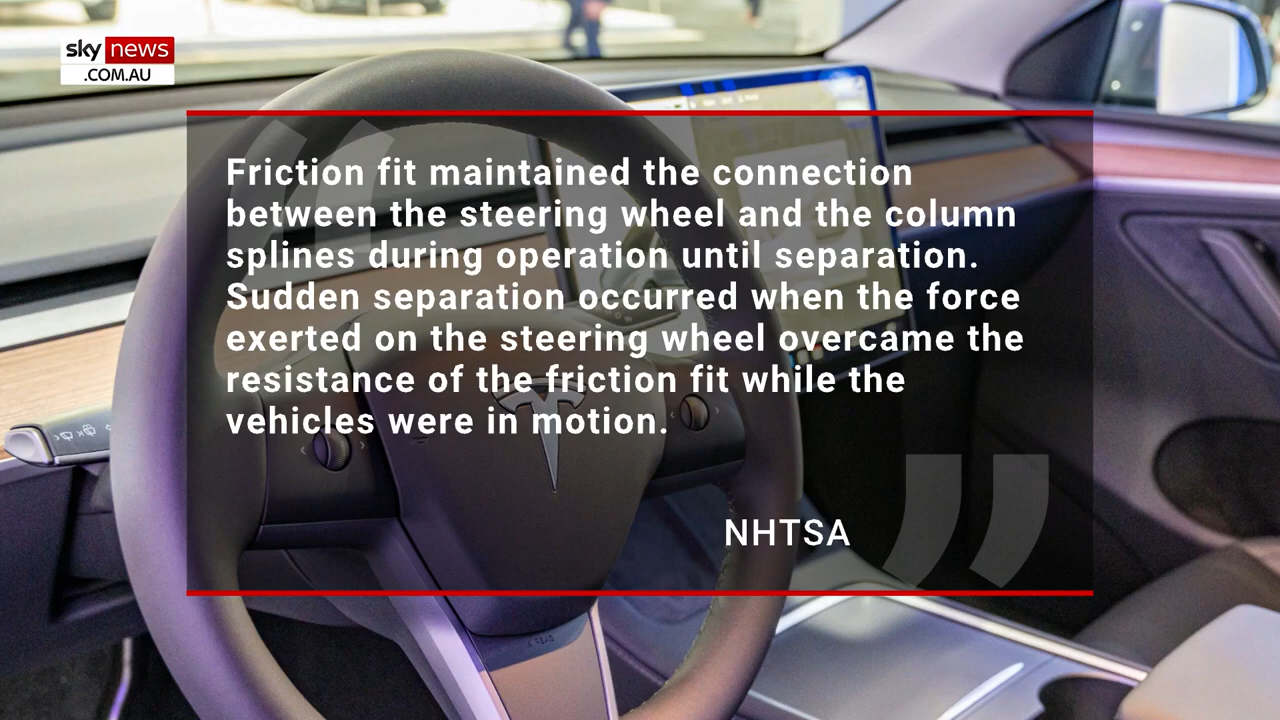 sky news
.COM.AU
Friction fit maintained the connection
between the steering wheel and the column
splines during operation until separation.
Sudden separation occurred when the force
exerted on the steering wheel overcame the
resistance of the friction fit while the
vehicles were in motion.
NHTSA